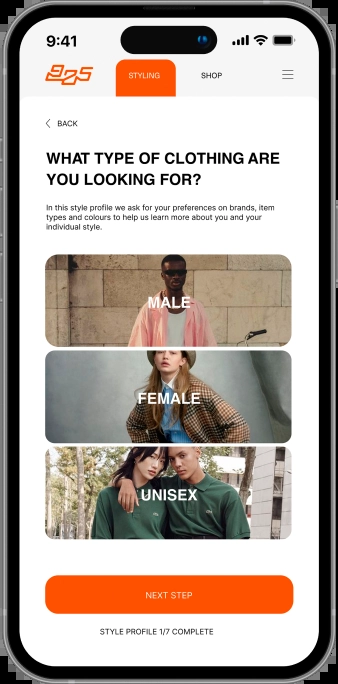 9:41
925
STYLING
SHOP
BACK
WHAT TYPE OF CLOTHING ARE
YOU LOOKING FOR?
In this style profile we ask for your preferences on brands, item
types and colours to help us learn more about you and your
individual style.
MALE
FEMALE
UNISEX
NEXT STEP
STYLE PROFILE 1/7 COMPLETE